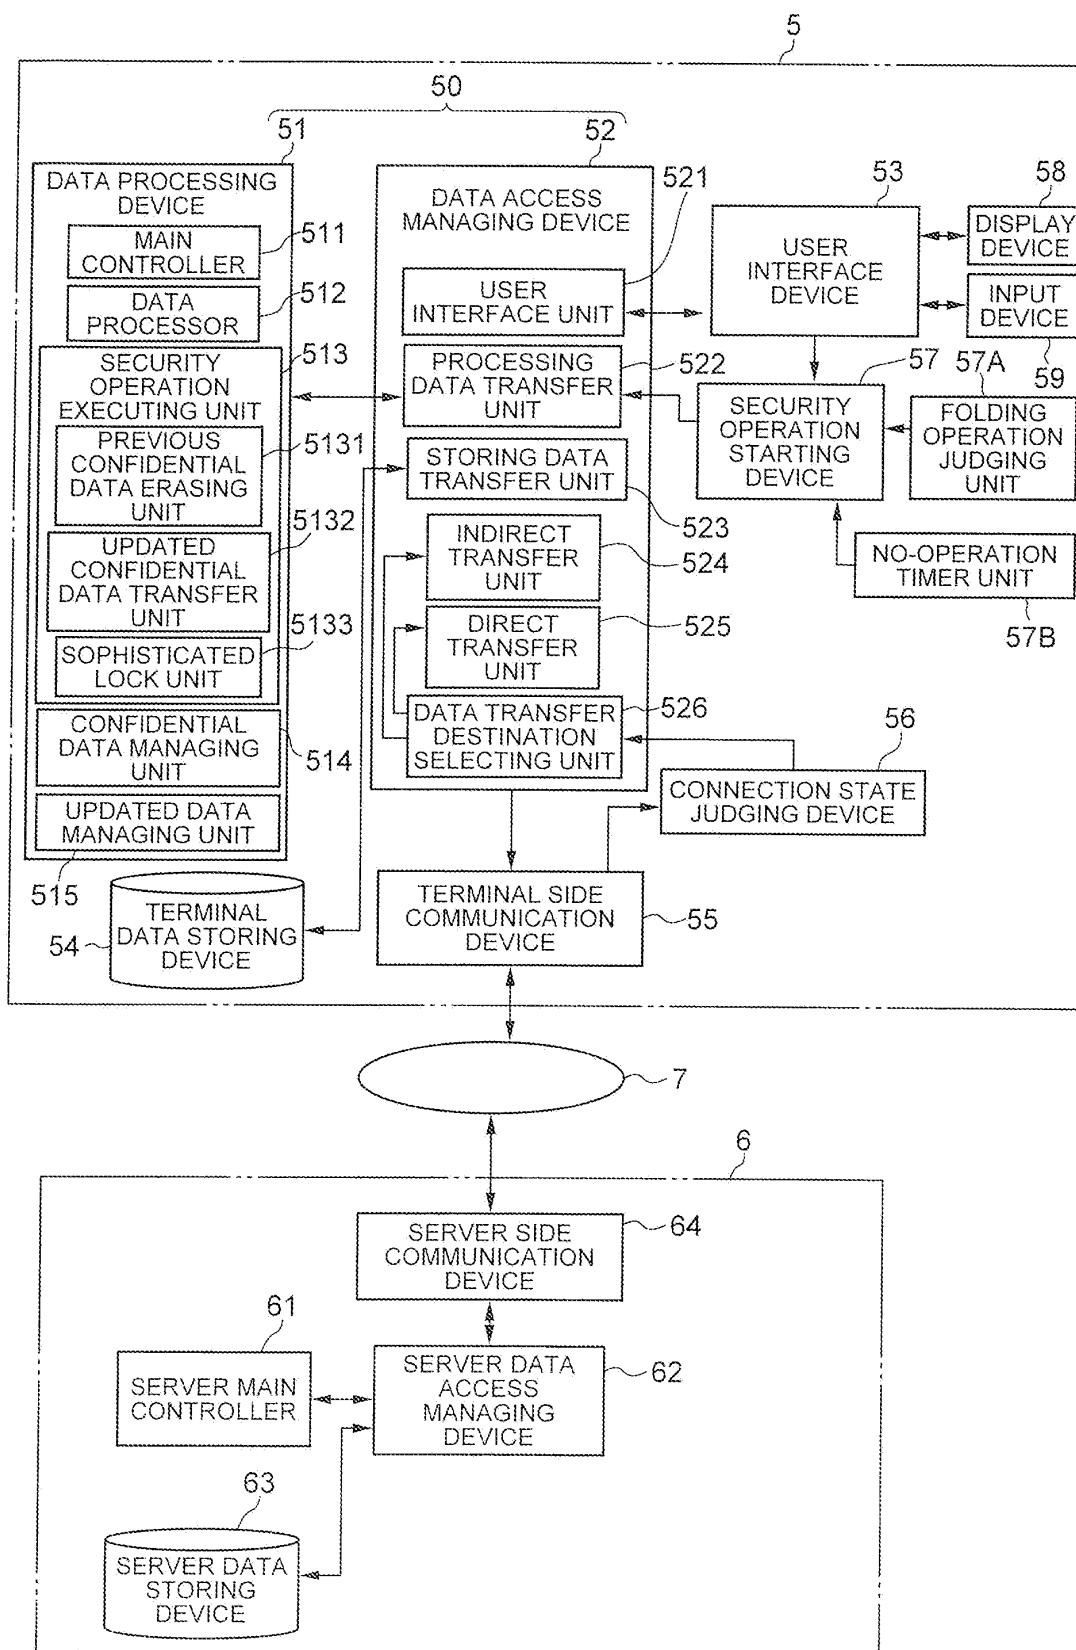 5
50
51
52
DATA PROCESSING
DEVICE
MAIN
CONTROLLER
511
DATA
PROCESSOR
512
SECURITY
OPERATION
EXECUTING UNIT
513
PREVIOUS
CONFIDENTIAL
DATA ERASING
UNIT
5131
UPDATED
CONFIDENTIAL
DATA TRANSFER
UNIT
5132
SOPHISTICATED
LOCK UNIT
5133
CONFIDENTIAL
DATA MANAGING
UNIT
514
UPDATED DATA
MANAGING UNIT
515
TERMINAL
DATA STORING
DEVICE
54
DATA ACCESS
MANAGING DEVICE
USER
INTERFACE UNIT
521
PROCESSING
DATA TRANSFER
UNIT
522
STORING DATA
TRANSFER UNIT
523
INDIRECT
TRANSFER
UNIT
524
DIRECT
TRANSFER
UNIT
525
DATA TRANSFER
DESTINATION
SELECTING UNIT
526
USER
INTERFACE
DEVICE
53
DISPLAY
DEVICE
58
INPUT
DEVICE
59
SECURITY
OPERATION
STARTING
DEVICE
57
FOLDING
OPERATION
JUDGING
UNIT
57A
NO-OPERATION
TIMER UNIT
57B
CONNECTION STATE
JUDGING DEVICE
56
TERMINAL SIDE
COMMUNICATION
DEVICE
55
7
6
SERVER SIDE
COMMUNICATION
DEVICE
64
61
SERVER MAIN
CONTROLLER
SERVER DATA
ACCESS
MANAGING
DEVICE
62
63
SERVER DATA
STORING
DEVICE